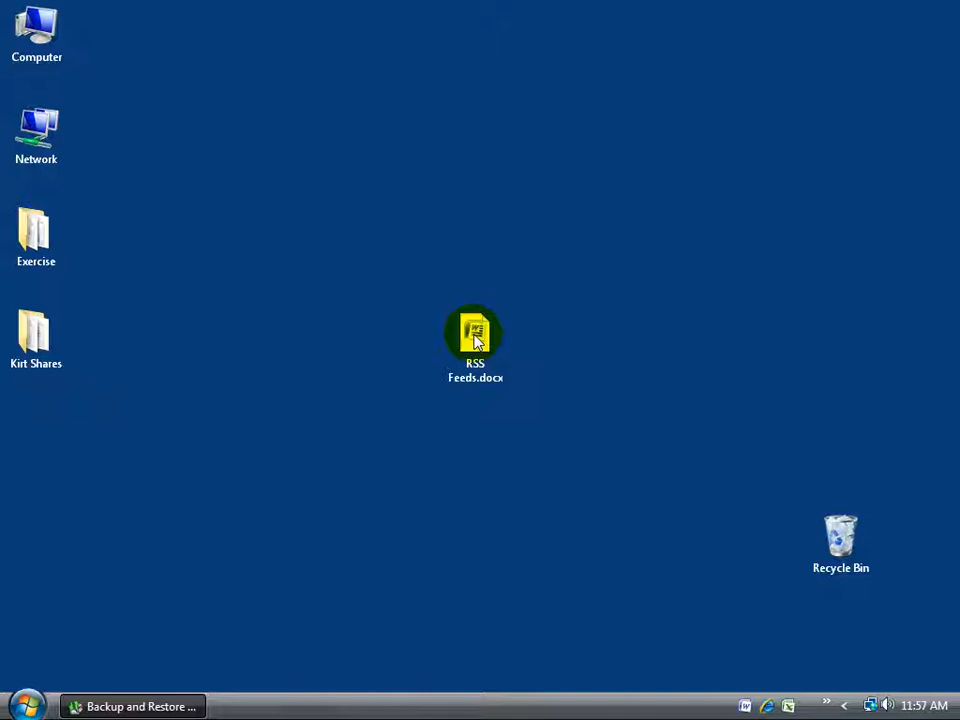 Computer
Network
Exercise
Kirt Shares
RSS
Feeds.docx
Recycle Bin
Backup and Restore ...
11:57 AM